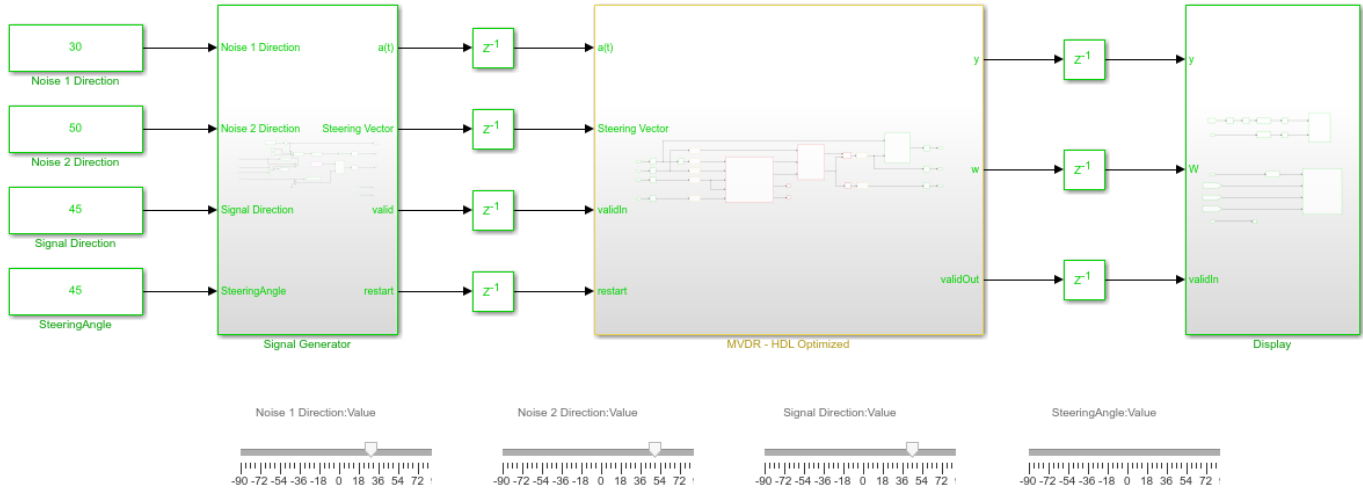 30
Noise 1 Direction
50
Noise 2 Direction
45
Signal Direction
45
SteeringAngle
Noise 1 Direction
a(t)
Noise 2 Direction
Steering Vector
Signal Direction
valid
SteeringAngle
restart
Signal Generator
z-1
z-1
z-1
z-1
a(t)
y
Steering Vector
w
validIn
validOut
restart
MVDR - HDL Optimized
z-1
z-1
z-1
y
W
validIn
Display
Noise 1 Direction:Value
-90 -72 -54 -36 -18 0 18 36 54 72
Noise 2 Direction:Value
-90 -72 -54 -36 -18 0 18 36 54 72
Signal Direction:Value
-90 -72 -54 -36 -18 0 18 36 54 72
SteeringAngle:Value
-90 -72 -54 -36 -18 0 18 36 54 72